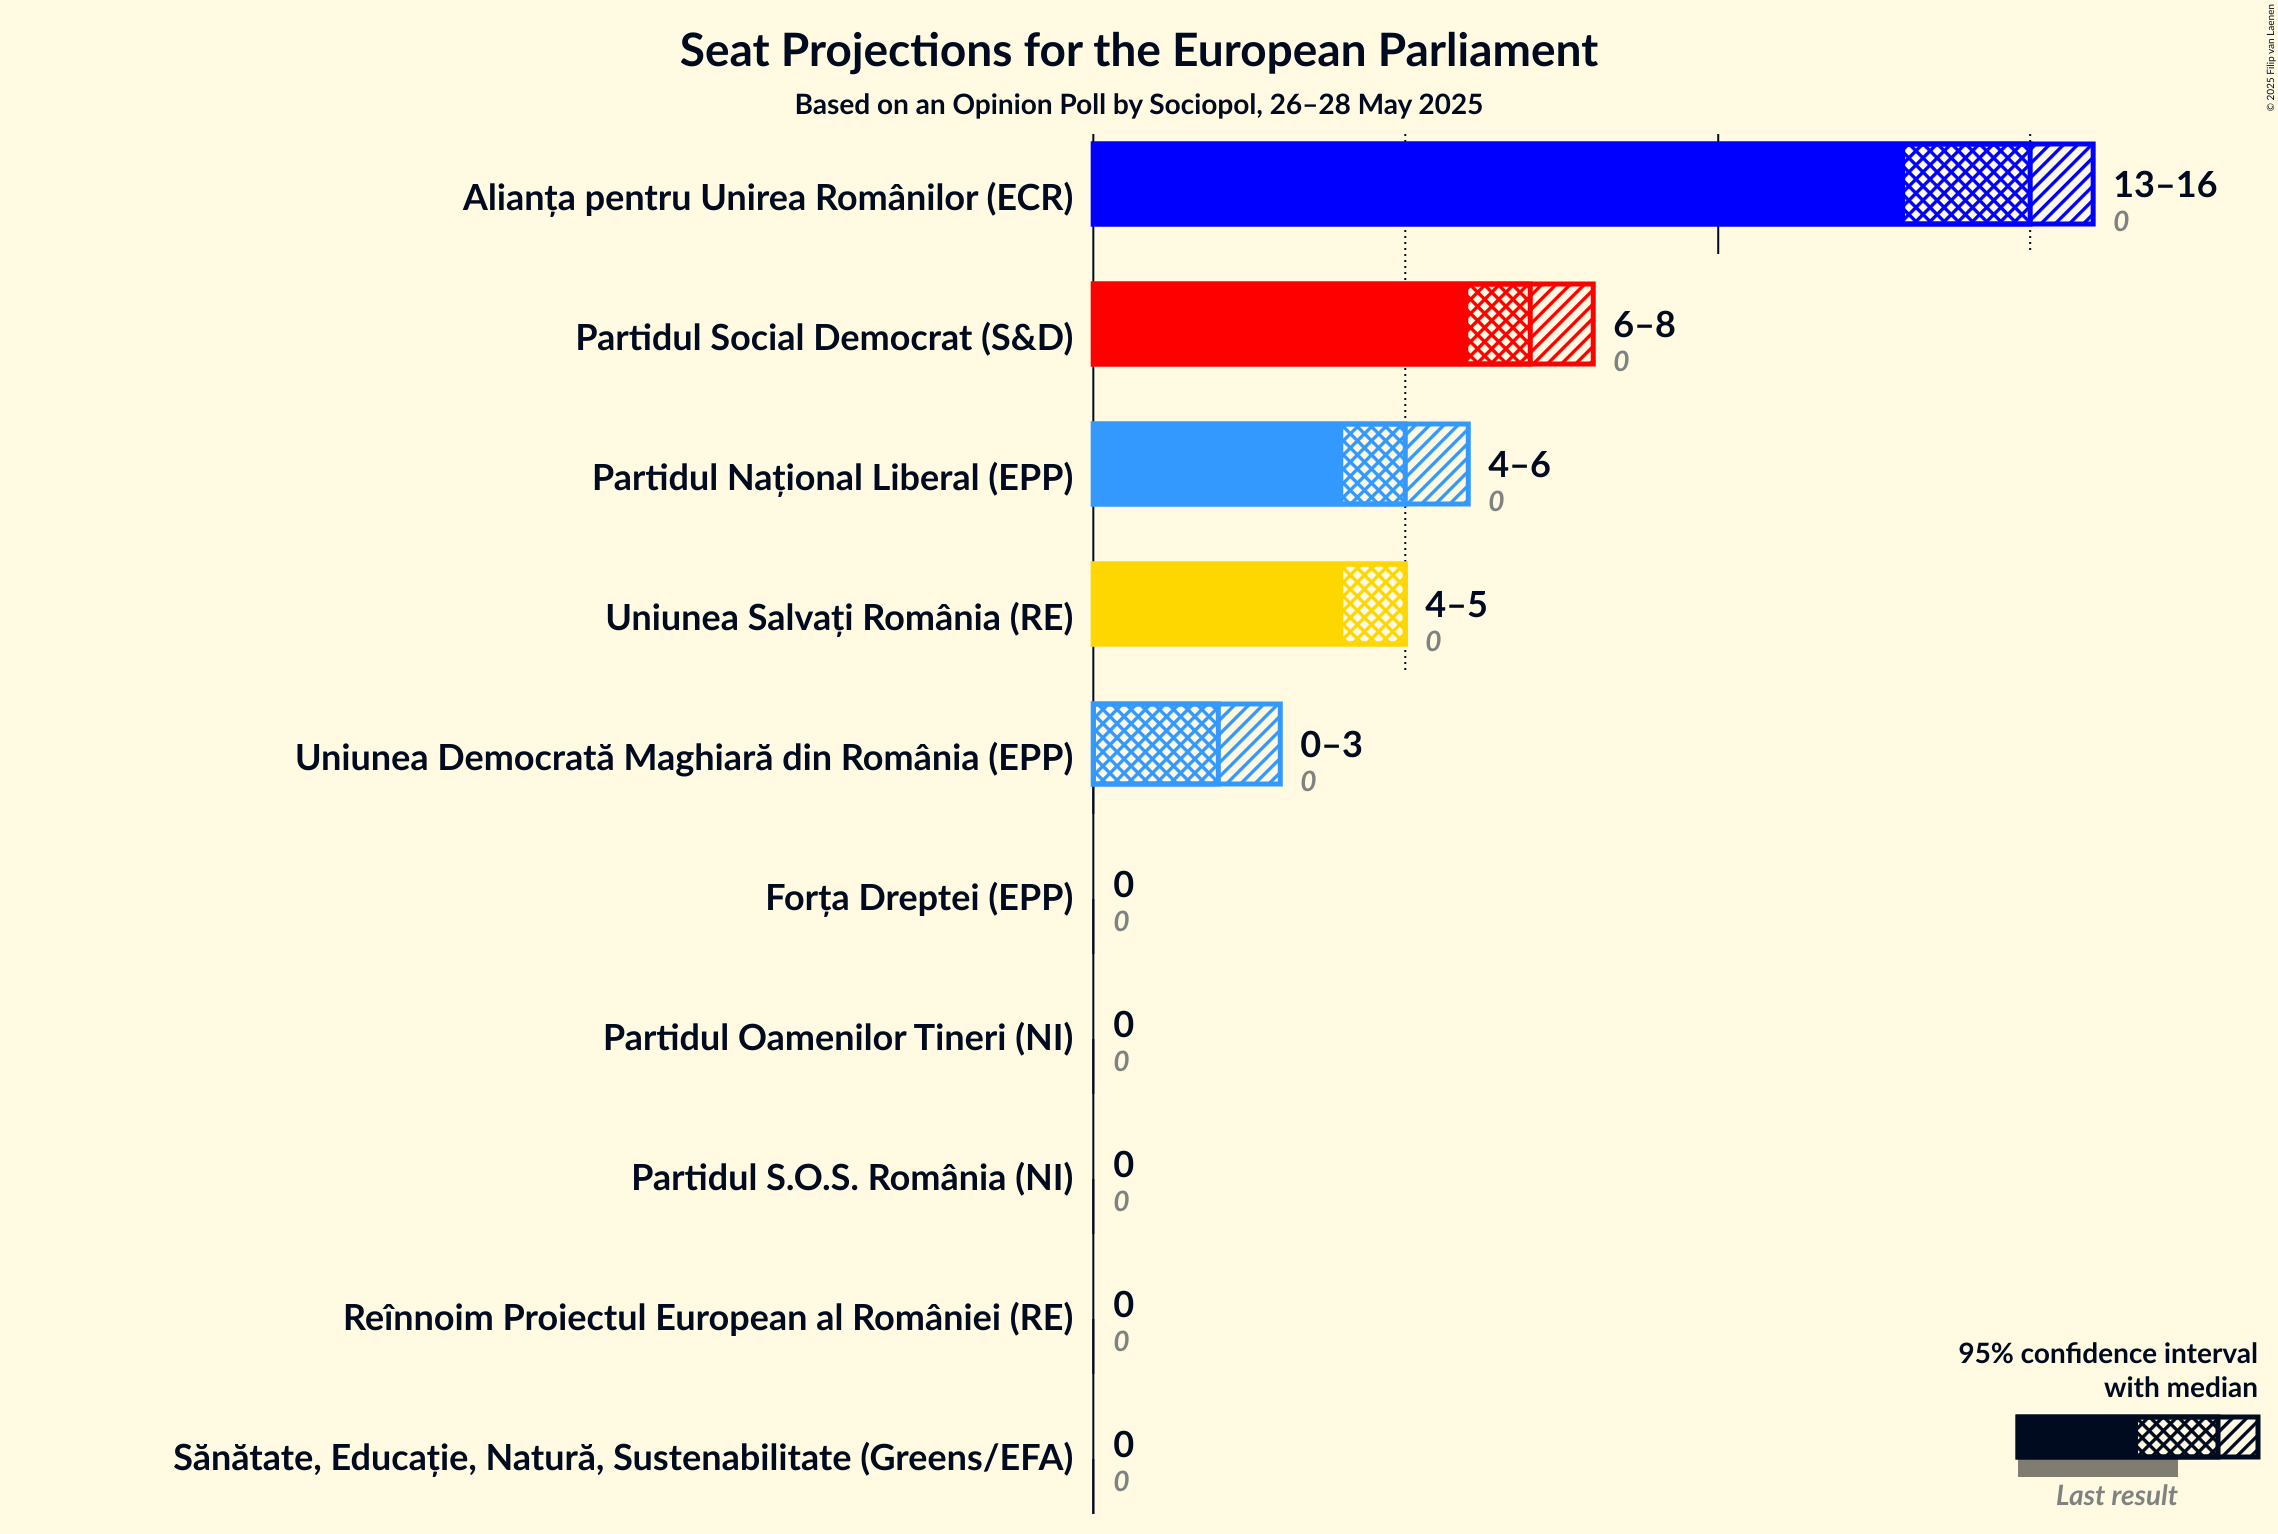 Seat Projections for the European Parliament
Based on an Opinion Poll by Sociopol, 26–28 May 2025
© 2025 Filip van Laenen
Alianța pentru Unirea Românilor (ECR)
13–16
0
Partidul Social Democrat (S&D)
6–8
0
Partidul Național Liberal (EPP)
4–6
0
Uniunea Salvați România (RE)
4–5
0
Uniunea Democrată Maghiară din România (EPP)
0–3
0
Forța Dreptei (EPP)
0
0
Partidul Oamenilor Tineri (NI)
0
0
Partidul S.O.S. România (NI)
0
0
Reînnoim Proiectul European al României (RE)
0
0
Sănătate, Educație, Natură, Sustenabilitate (Greens/EFA)
0
0
95% confidence interval
with median
Last result